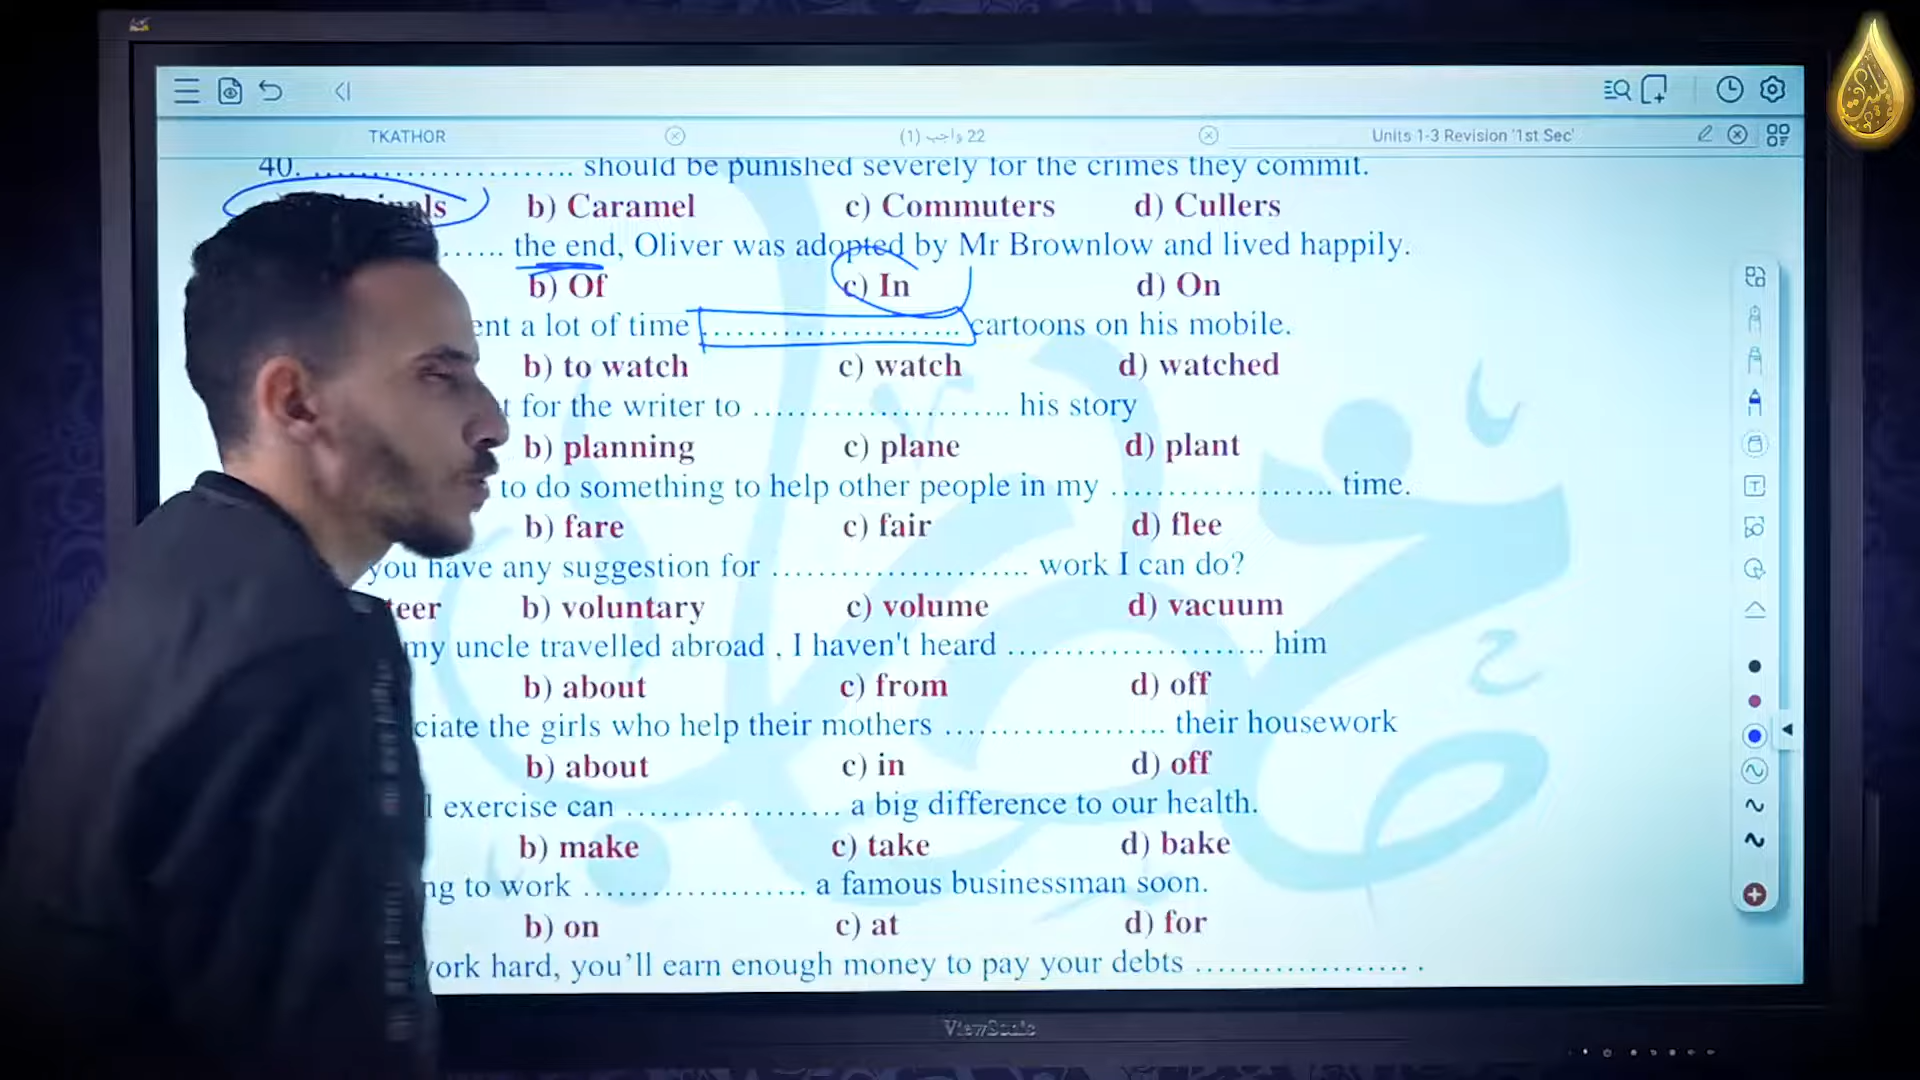 TKATHOR
22 واجب (1)
Units 1-3 Revision '1st Sec'
40. ........................ should be punished severely for the crimes they commit.
b) Caramel c) Commuters d) Cullers
...... the end, Oliver was adopted by Mr Brownlow and lived happily.
b) Of c) In d) On
ent a lot of time ........................ cartoons on his mobile.
b) to watch c) watch d) watched
for the writer to ........................ his story
b) planning c) plane d) plant
to do something to help other people in my ..................... time.
b) fare c) fair d) flee
you have any suggestion for ........................ work I can do?
teer b) voluntary c) volume d) vacuum
my uncle travelled abroad , I haven't heard ........................ him
b) about c) from d) off
ciate the girls who help their mothers ..................... their housework
b) about c) in d) off
l exercise can ..................... a big difference to our health.
b) make c) take d) bake
ng to work ..................... a famous businessman soon.
b) on c) at d) for
ork hard, you'll earn enough money to pay your debts .................... .
ViewSonic